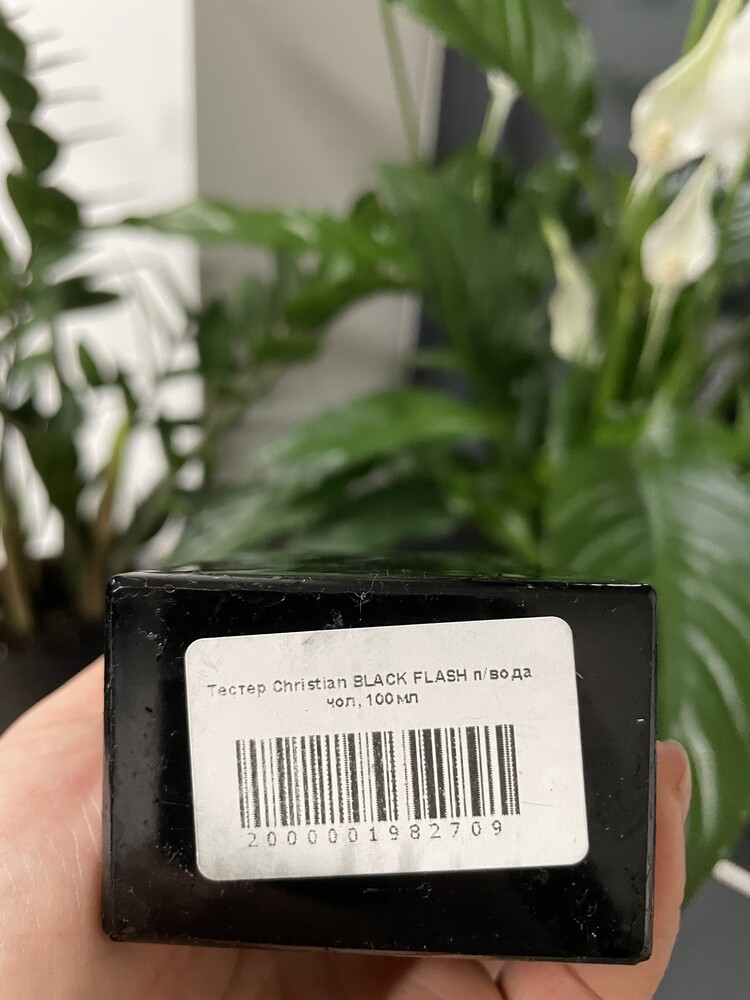 Тестер Christian BLACK FLASH п/вода
чол, 100мл
2000001982709